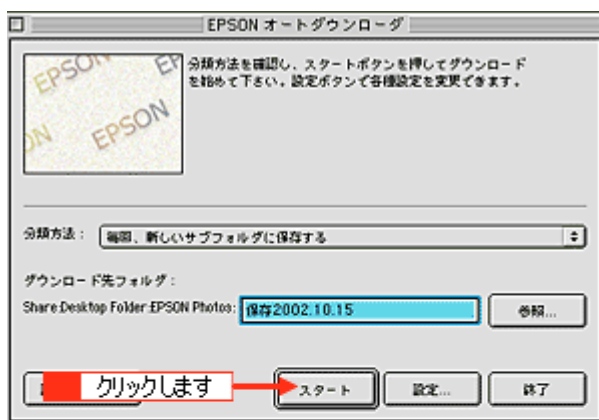 EPSON オートダウンローダ
EPSON
EPSON
分類方法を確認し、スタートボタンを押してダウンロード
を始めて下さい。設定ボタンで各種設定を変更できます。
分類方法：
毎回、新しいサブフォルダに保存する
ダウンロード先フォルダ：
Share:Desktop Folder:EPSON Photos:
保存2002.10.15
参照...
クリックします
スタート
設定...
終了